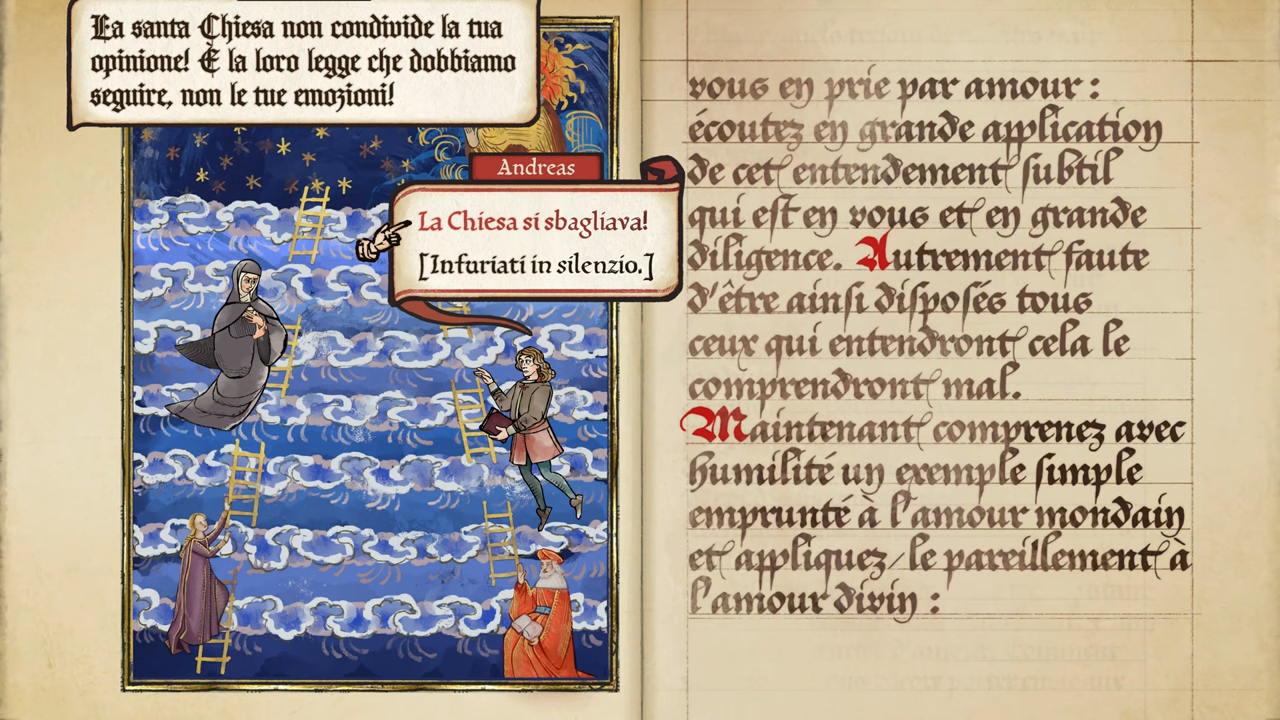 La santa Chiesa non condivide la tua
opinione! È la loro legge che dobbiamo
seguire, non le tue emozioni!
Andreas
La Chiesa si sbagliava!
[Infuriati in silenzio.]
vous en prie par amour :
écoutez en grande application
de cet entendement subtil
qui est en vous et en grande
diligence. Autrement faute
d'être ainsi disposés tous
ceux qui entendront cela le
comprendront mal.
Maintenant comprenez avec
humilité un exemple simple
emprunté à l'amour mondain
et appliquez-le pareillement à
l'amour divin :